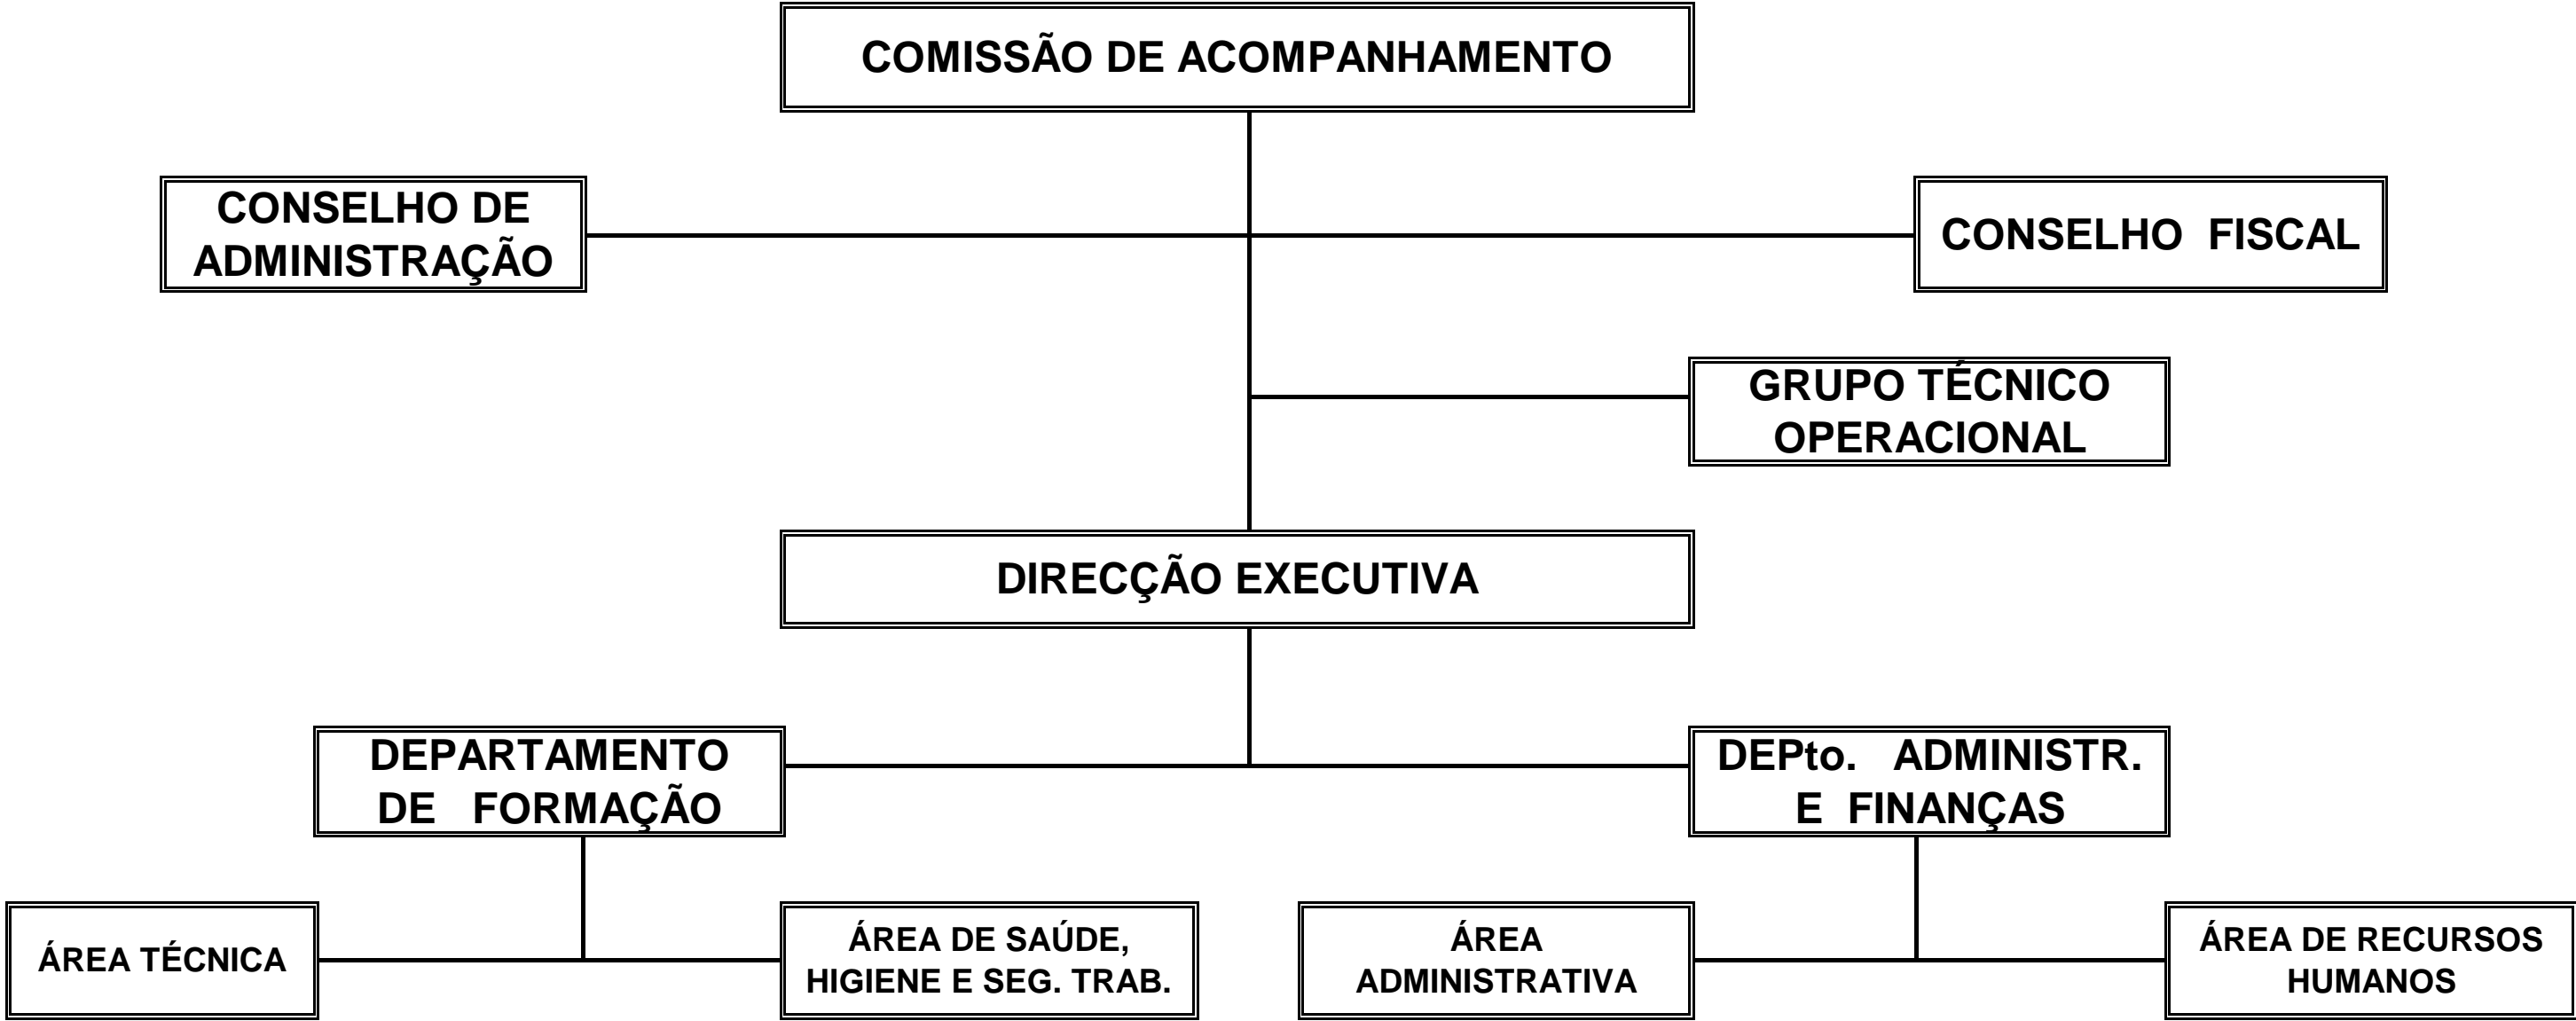 COMISSÃO DE ACOMPANHAMENTO
CONSELHO DE
ADMINISTRAÇÃO
CONSELHO FISCAL
GRUPO TÉCNICO
OPERACIONAL
DIRECÇÃO EXECUTIVA
DEPARTAMENTO
DE FORMAÇÃO
DEPto. ADMINISTR.
E FINANÇAS
ÁREA TÉCNICA
ÁREA DE SAÚDE,
HIGIENE E SEG. TRAB.
ÁREA
ADMINISTRATIVA
ÁREA DE RECURSOS
HUMANOS